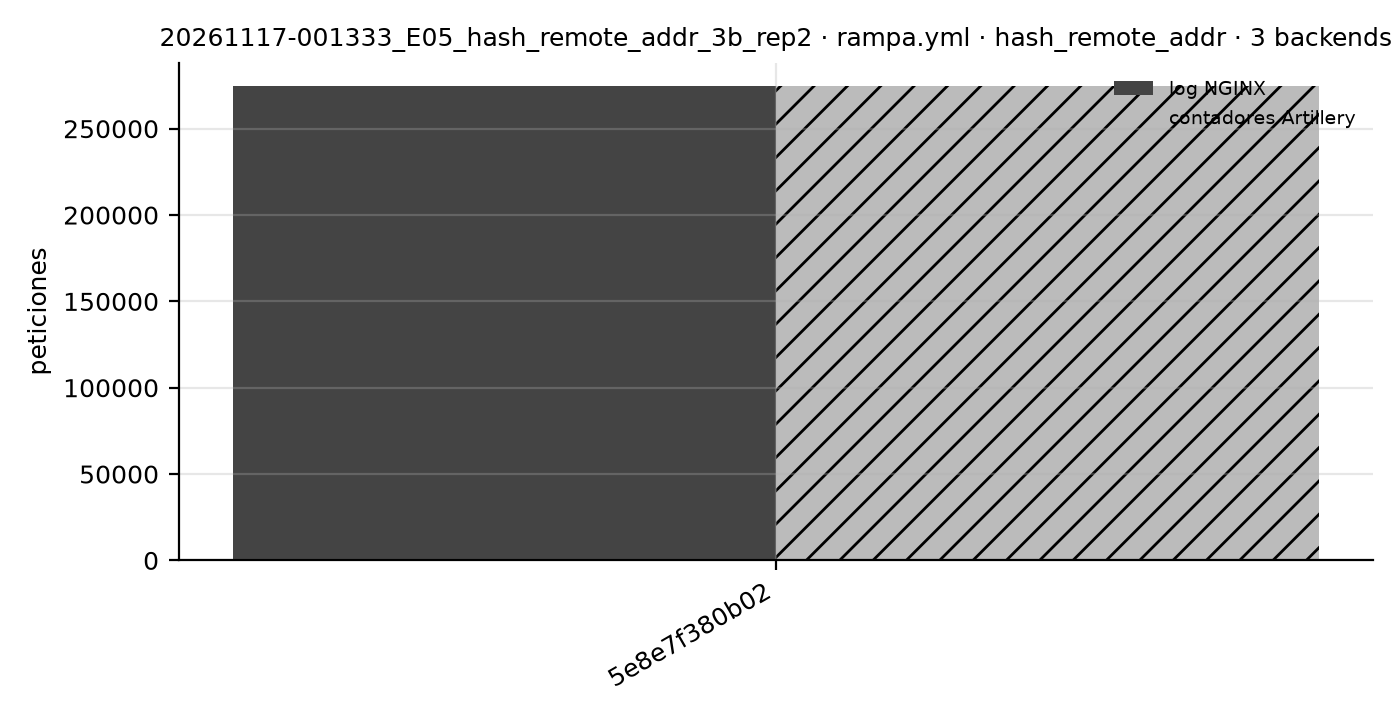 20261117-001333_E05_hash_remote_addr_3b_rep2 · rampa.yml · hash_remote_addr · 3 backends
log NGINX
contadores Artillery
250000
200000
150000
100000
50000
0
peticiones
5e8e7f380b02